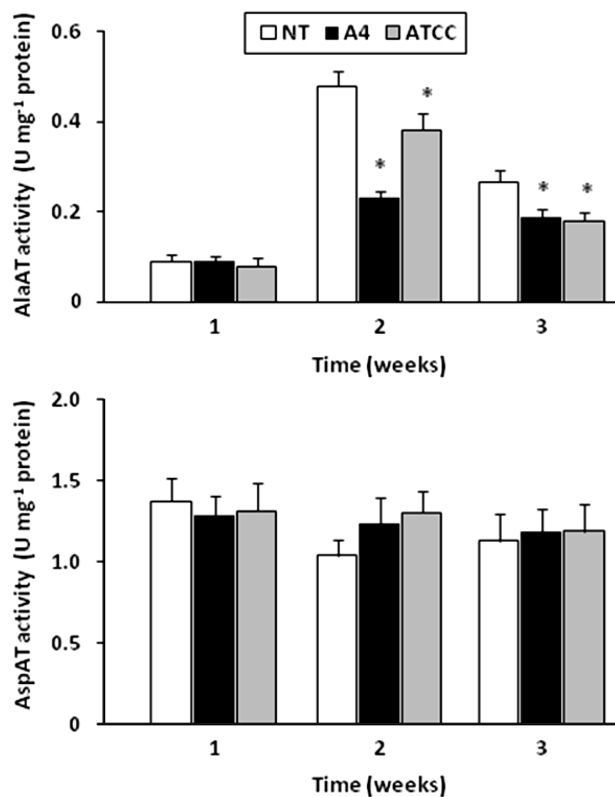 NT A4 ATCC
AlaAT activity (U mg⁻¹ protein)
0.6
0.4
0.2
0
*
*
*
*
1 2 3
Time (weeks)
AspAT activity (U mg⁻¹ protein)
2.0
1.5
1.0
0.5
0
1 2 3
Time (weeks)